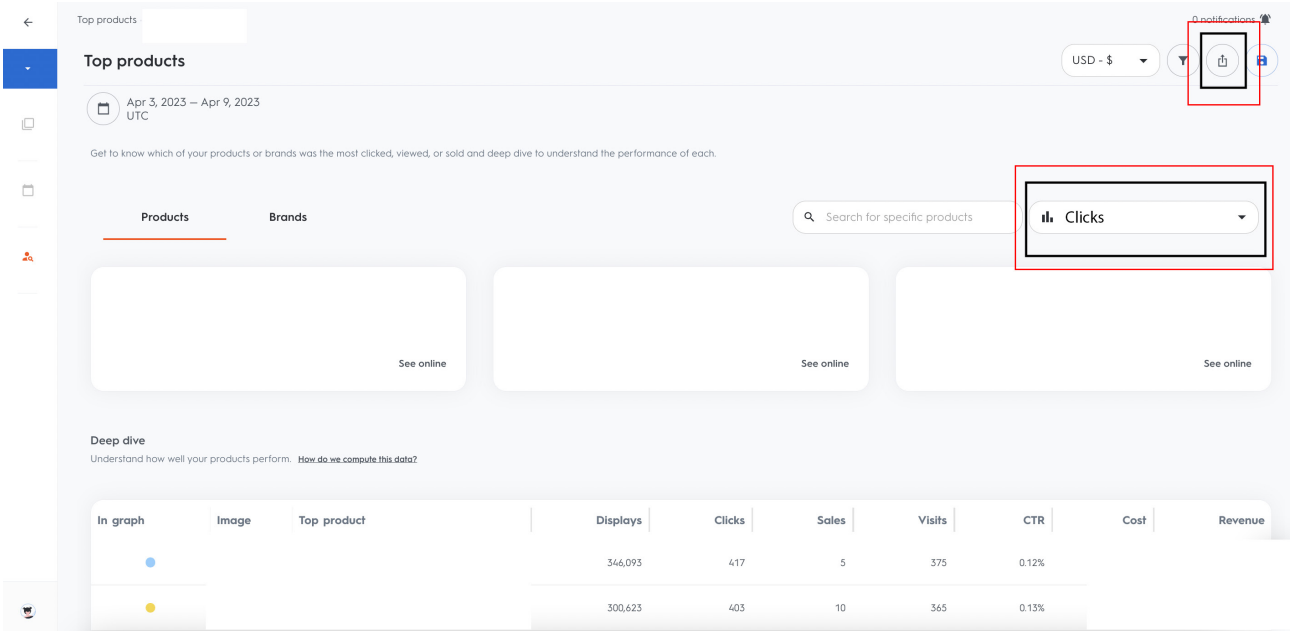 Top products
0 notifications
Top products
USD - $
Apr 3, 2023 – Apr 9, 2023
UTC
Get to know which of your products or brands was the most clicked, viewed, or sold and deep dive to understand the performance of each.
Products Brands Search for specific products Clicks
See online See online See online
Deep dive
Understand how well your products perform. How do we compute this data?
In graph Image Top product Displays Clicks Sales Visits CTR Cost Revenue
346,093 417 5 375 0.12%
300,623 403 10 365 0.13%